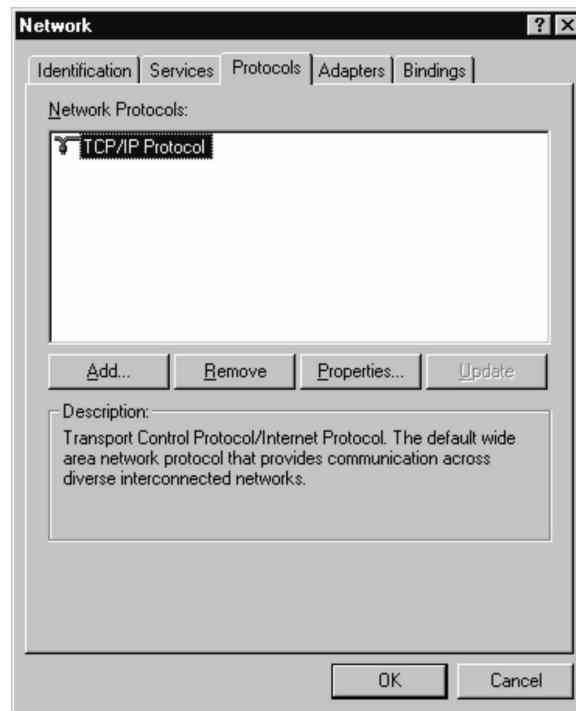 Network
? X
Identification Services Protocols Adapters Bindings
Network Protocols:
TCP/IP Protocol
Add... Remove Properties... Update
Description:
Transport Control Protocol/Internet Protocol. The default wide
area network protocol that provides communication across
diverse interconnected networks.
OK Cancel